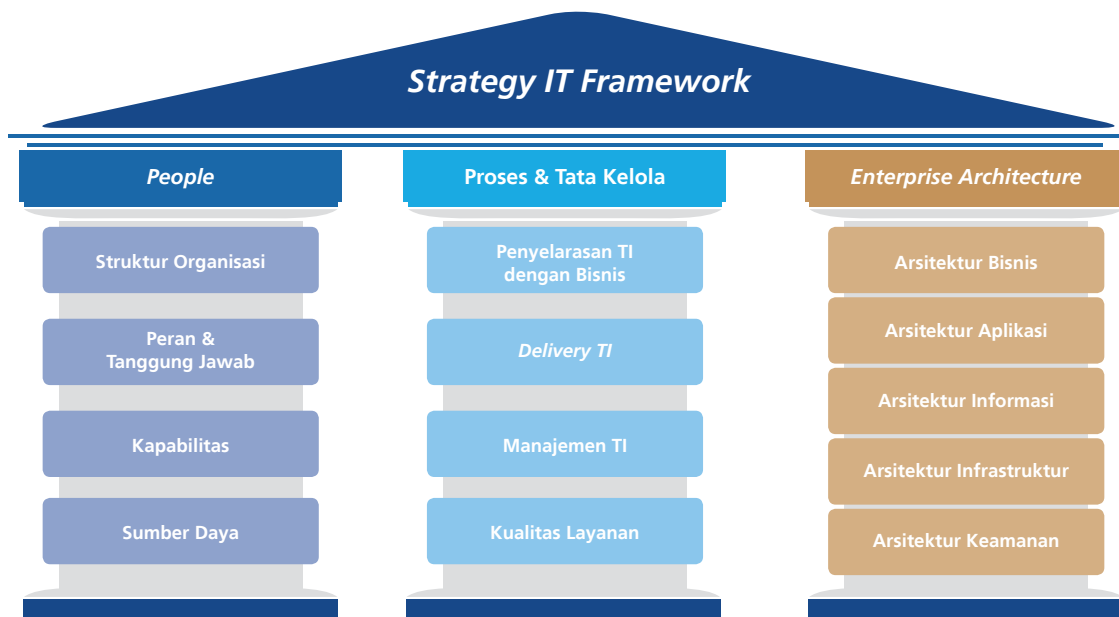 Strategy IT Framework
People
Struktur Organisasi
Peran &
Tanggung Jawab
Kapabilitas
Sumber Daya
Proses & Tata Kelola
Penyelarasan TI
dengan Bisnis
Delivery TI
Manajemen TI
Kualitas Layanan
Enterprise Architecture
Arsitektur Bisnis
Arsitektur Aplikasi
Arsitektur Informasi
Arsitektur Infrastruktur
Arsitektur Keamanan